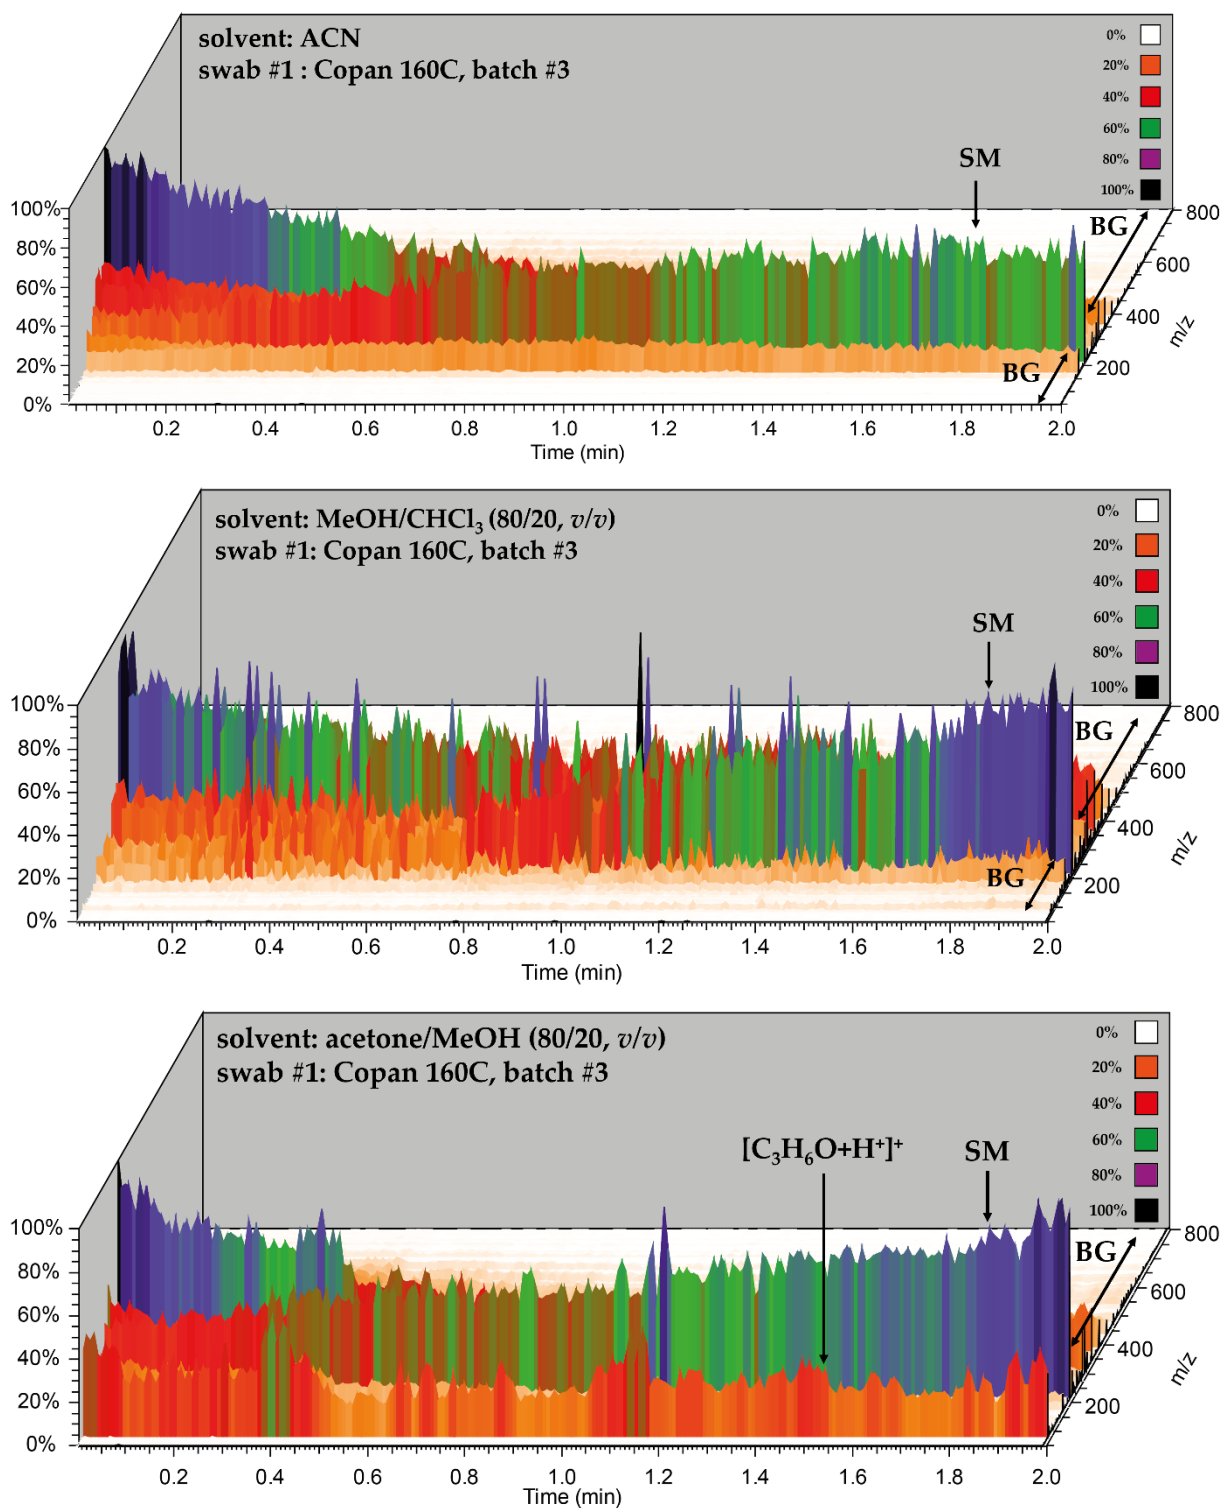 solvent: ACN
swab #1 : Copan 160C, batch #3
0%
20%
40%
60%
80%
100%
SM
BG
BG
100%
80%
60%
40%
20%
0%
800
600
400
200
m/z
0.2 0.4 0.6 0.8 1.0 1.2 1.4 1.6 1.8 2.0
Time (min)
solvent: MeOH/CHCl₃ (80/20, v/v)
swab #1: Copan 160C, batch #3
0%
20%
40%
60%
80%
100%
SM
BG
BG
100%
80%
60%
40%
20%
0%
800
600
400
200
m/z
0.2 0.4 0.6 0.8 1.0 1.2 1.4 1.6 1.8 2.0
Time (min)
solvent: acetone/MeOH (80/20, v/v)
swab #1: Copan 160C, batch #3
0%
20%
40%
60%
80%
100%
[C₃H₆O+H⁺]⁺
SM
BG
100%
80%
60%
40%
20%
0%
800
600
400
200
m/z
0.2 0.4 0.6 0.8 1.0 1.2 1.4 1.6 1.8 2.0
Time (min)